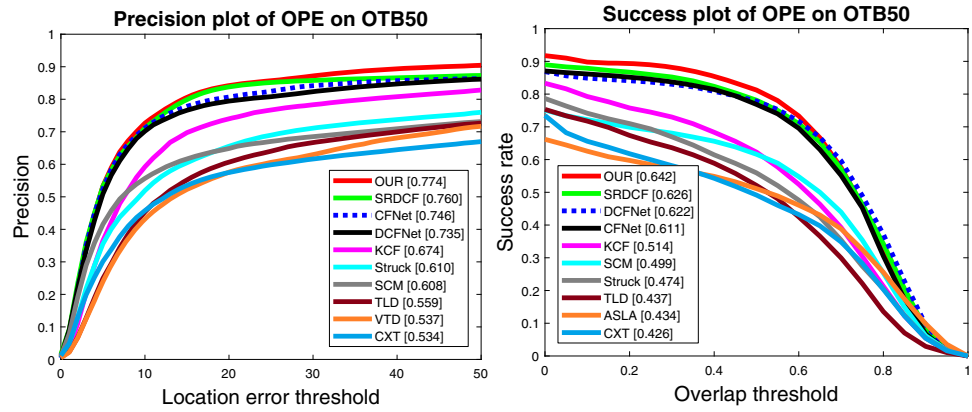 Precision plot of OPE on OTB50
1
0.9
0.8
0.7
0.6
0.5
0.4
0.3
0.2
0.1
0
Precision
OUR [0.774]
SRDCF [0.760]
CFNet [0.746]
DCFNet [0.735]
KCF [0.674]
Struck [0.610]
SCM [0.608]
TLD [0.559]
VTD [0.537]
CXT [0.534]
0 10 20 30 40 50
Location error threshold
Success plot of OPE on OTB50
1
0.9
0.8
0.7
0.6
0.5
0.4
0.3
0.2
0.1
0
Success rate
OUR [0.642]
SRDCF [0.626]
DCFNet [0.622]
CFNet [0.611]
KCF [0.514]
SCM [0.499]
Struck [0.474]
TLD [0.437]
ASLA [0.434]
CXT [0.426]
0 0.2 0.4 0.6 0.8 1
Overlap threshold